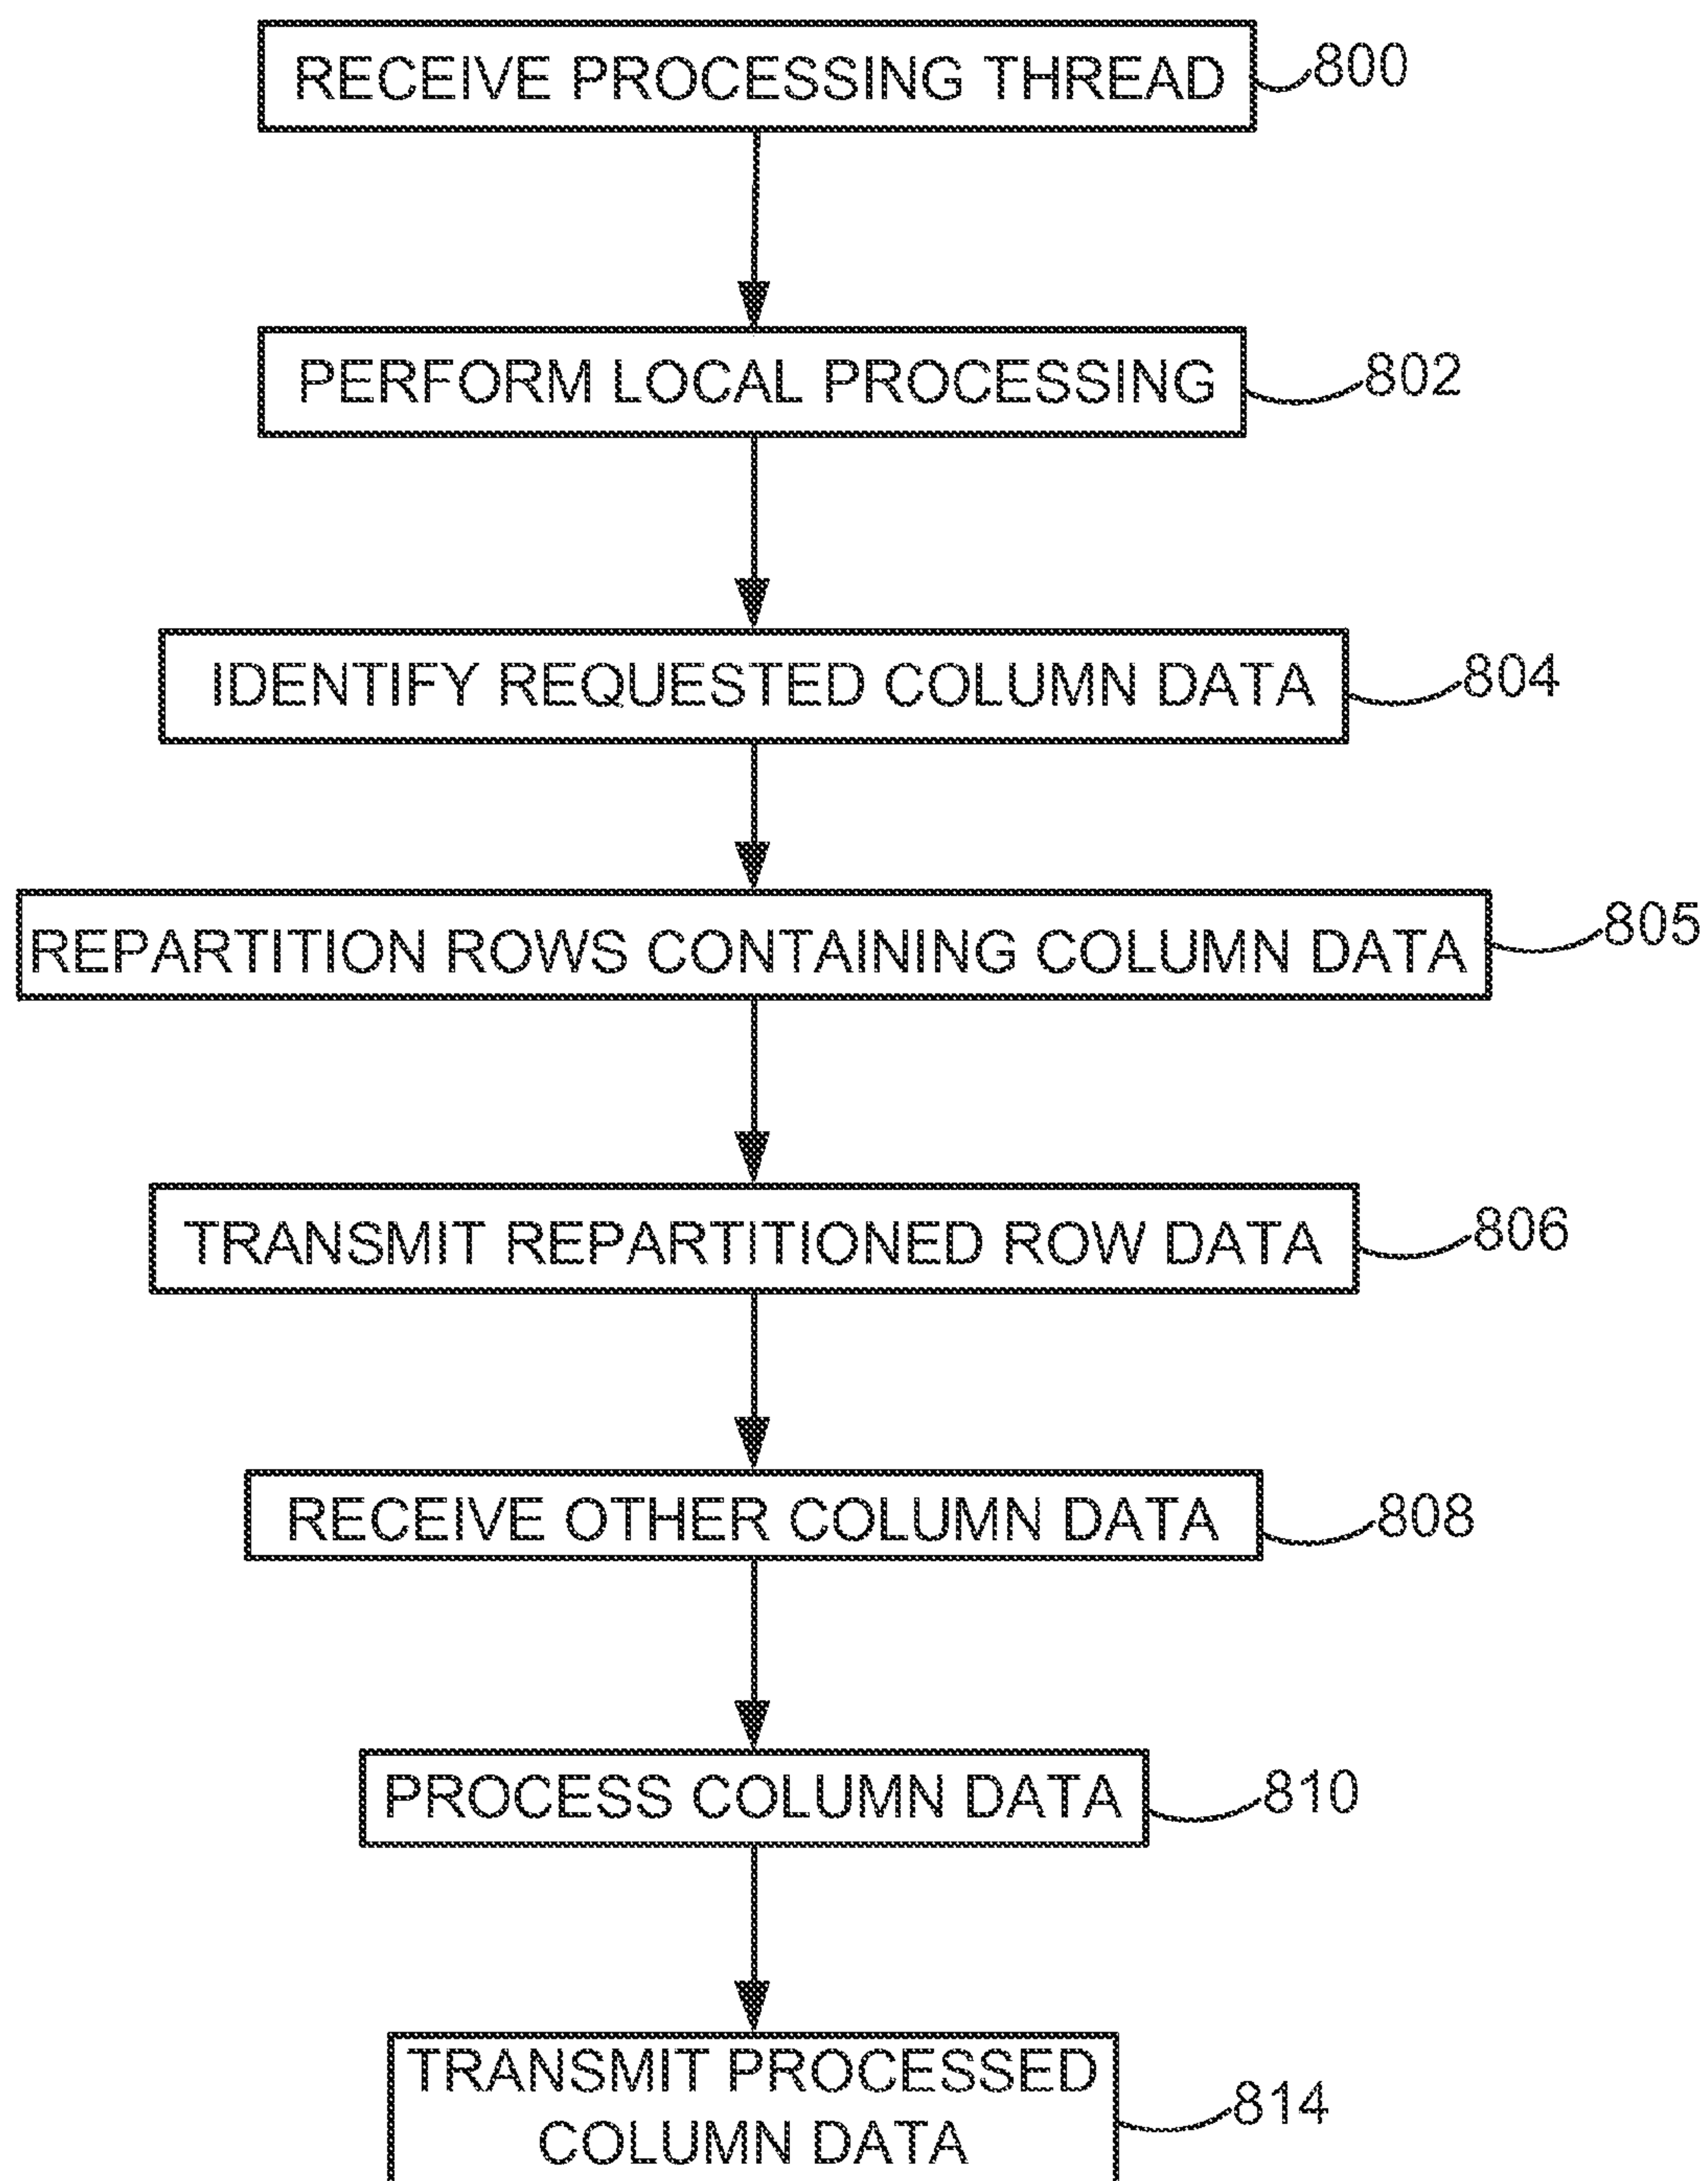 RECEIVE PROCESSING THREAD
800
PERFORM LOCAL PROCESSING
802
IDENTIFY REQUESTED COLUMN DATA
804
REPARTITION ROWS CONTAINING COLUMN DATA
805
TRANSMIT REPARTITIONED ROW DATA
806
RECEIVE OTHER COLUMN DATA
808
PROCESS COLUMN DATA
810
TRANSMIT PROCESSED
COLUMN DATA
814